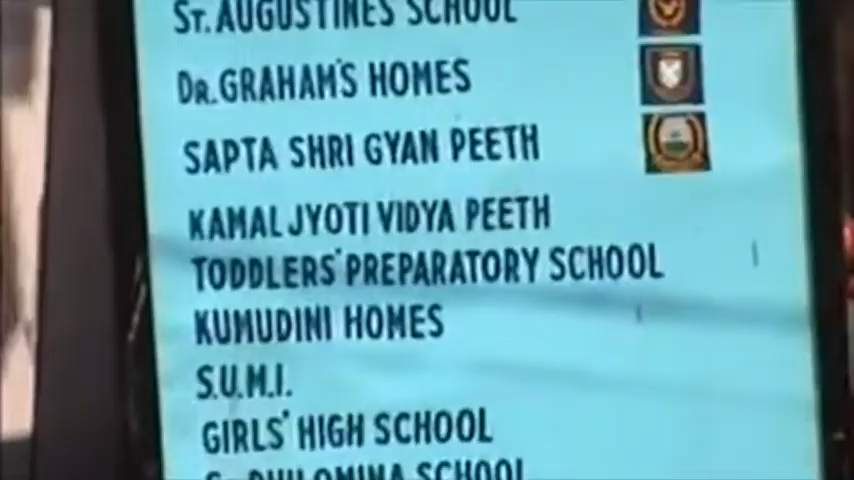 ST. AUGUSTINES SCHOOL
DR. GRAHAM'S HOMES
SAPTA SHRI GYAN PEETH
KAMAL JYOTI VIDYA PEETH
TODDLERS' PREPARATORY SCHOOL
KUMUDINI HOMES
S.U.M.I.
GIRLS' HIGH SCHOOL
ST. PHILOMINA SCHOOL